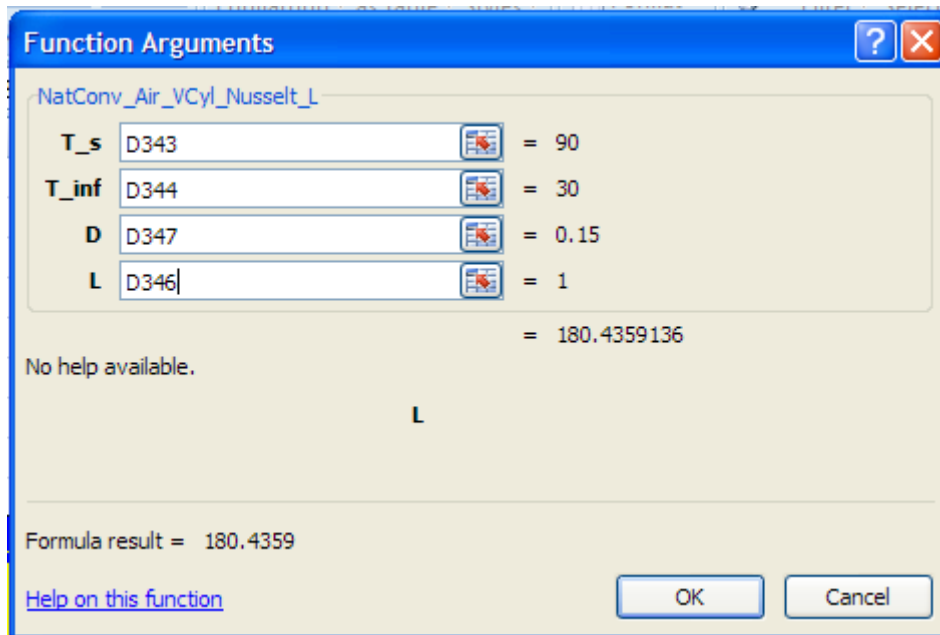 Function Arguments
NatConv_Air_VCyl_Nusselt_L
T_s D343 = 90
T_inf D344 = 30
D D347 = 0.15
L D346 = 1
= 180.4359136
No help available.
L
Formula result = 180.4359
Help on this function
OK Cancel